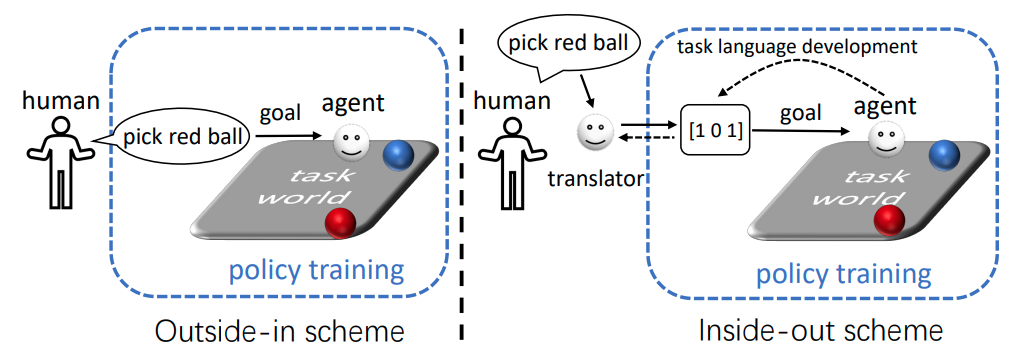 human
pick red ball
goal
agent
task
world
policy training
Outside-in scheme
pick red ball
human
translator
task language development
[1 0 1]
goal
agent
task
world
policy training
Inside-out scheme